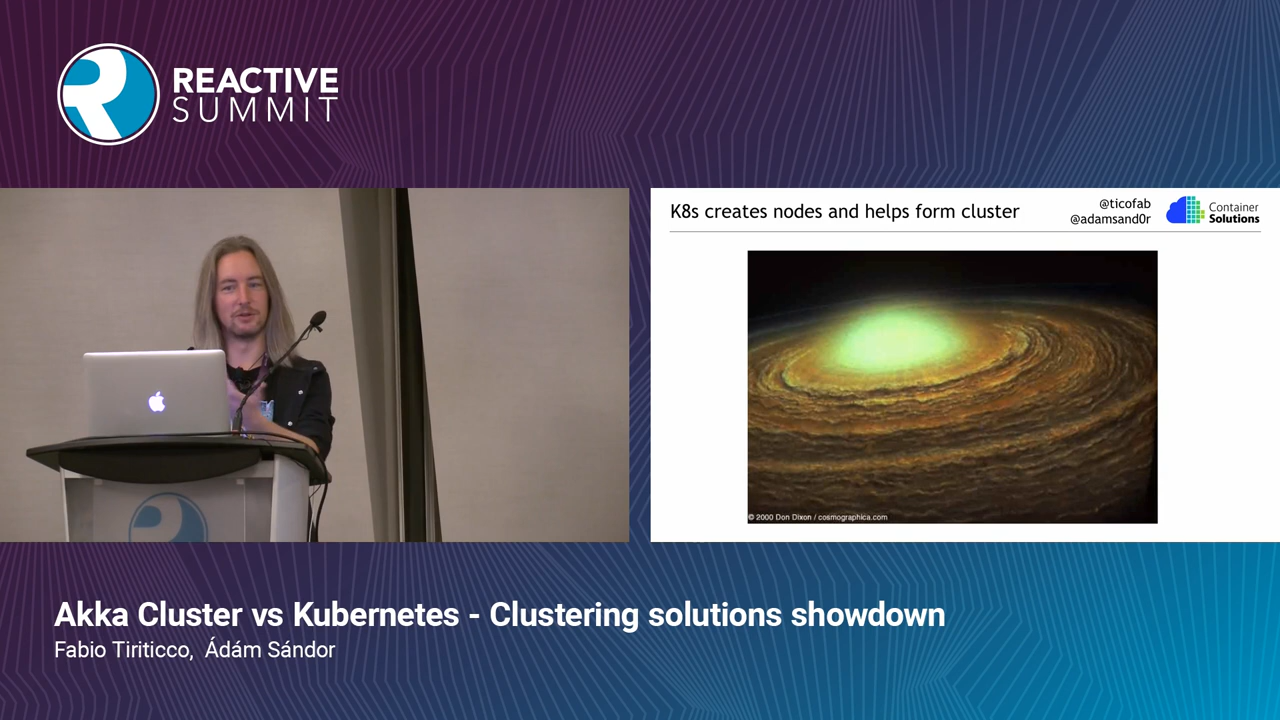 REACTIVE
SUMMIT
K8s creates nodes and helps form cluster
@ticofab
@adamsand0r
Container
Solutions
© 2000 Don Dixon / cosmographica.com
Akka Cluster vs Kubernetes - Clustering solutions showdown
Fabio Tiriticco, Ádám Sándor